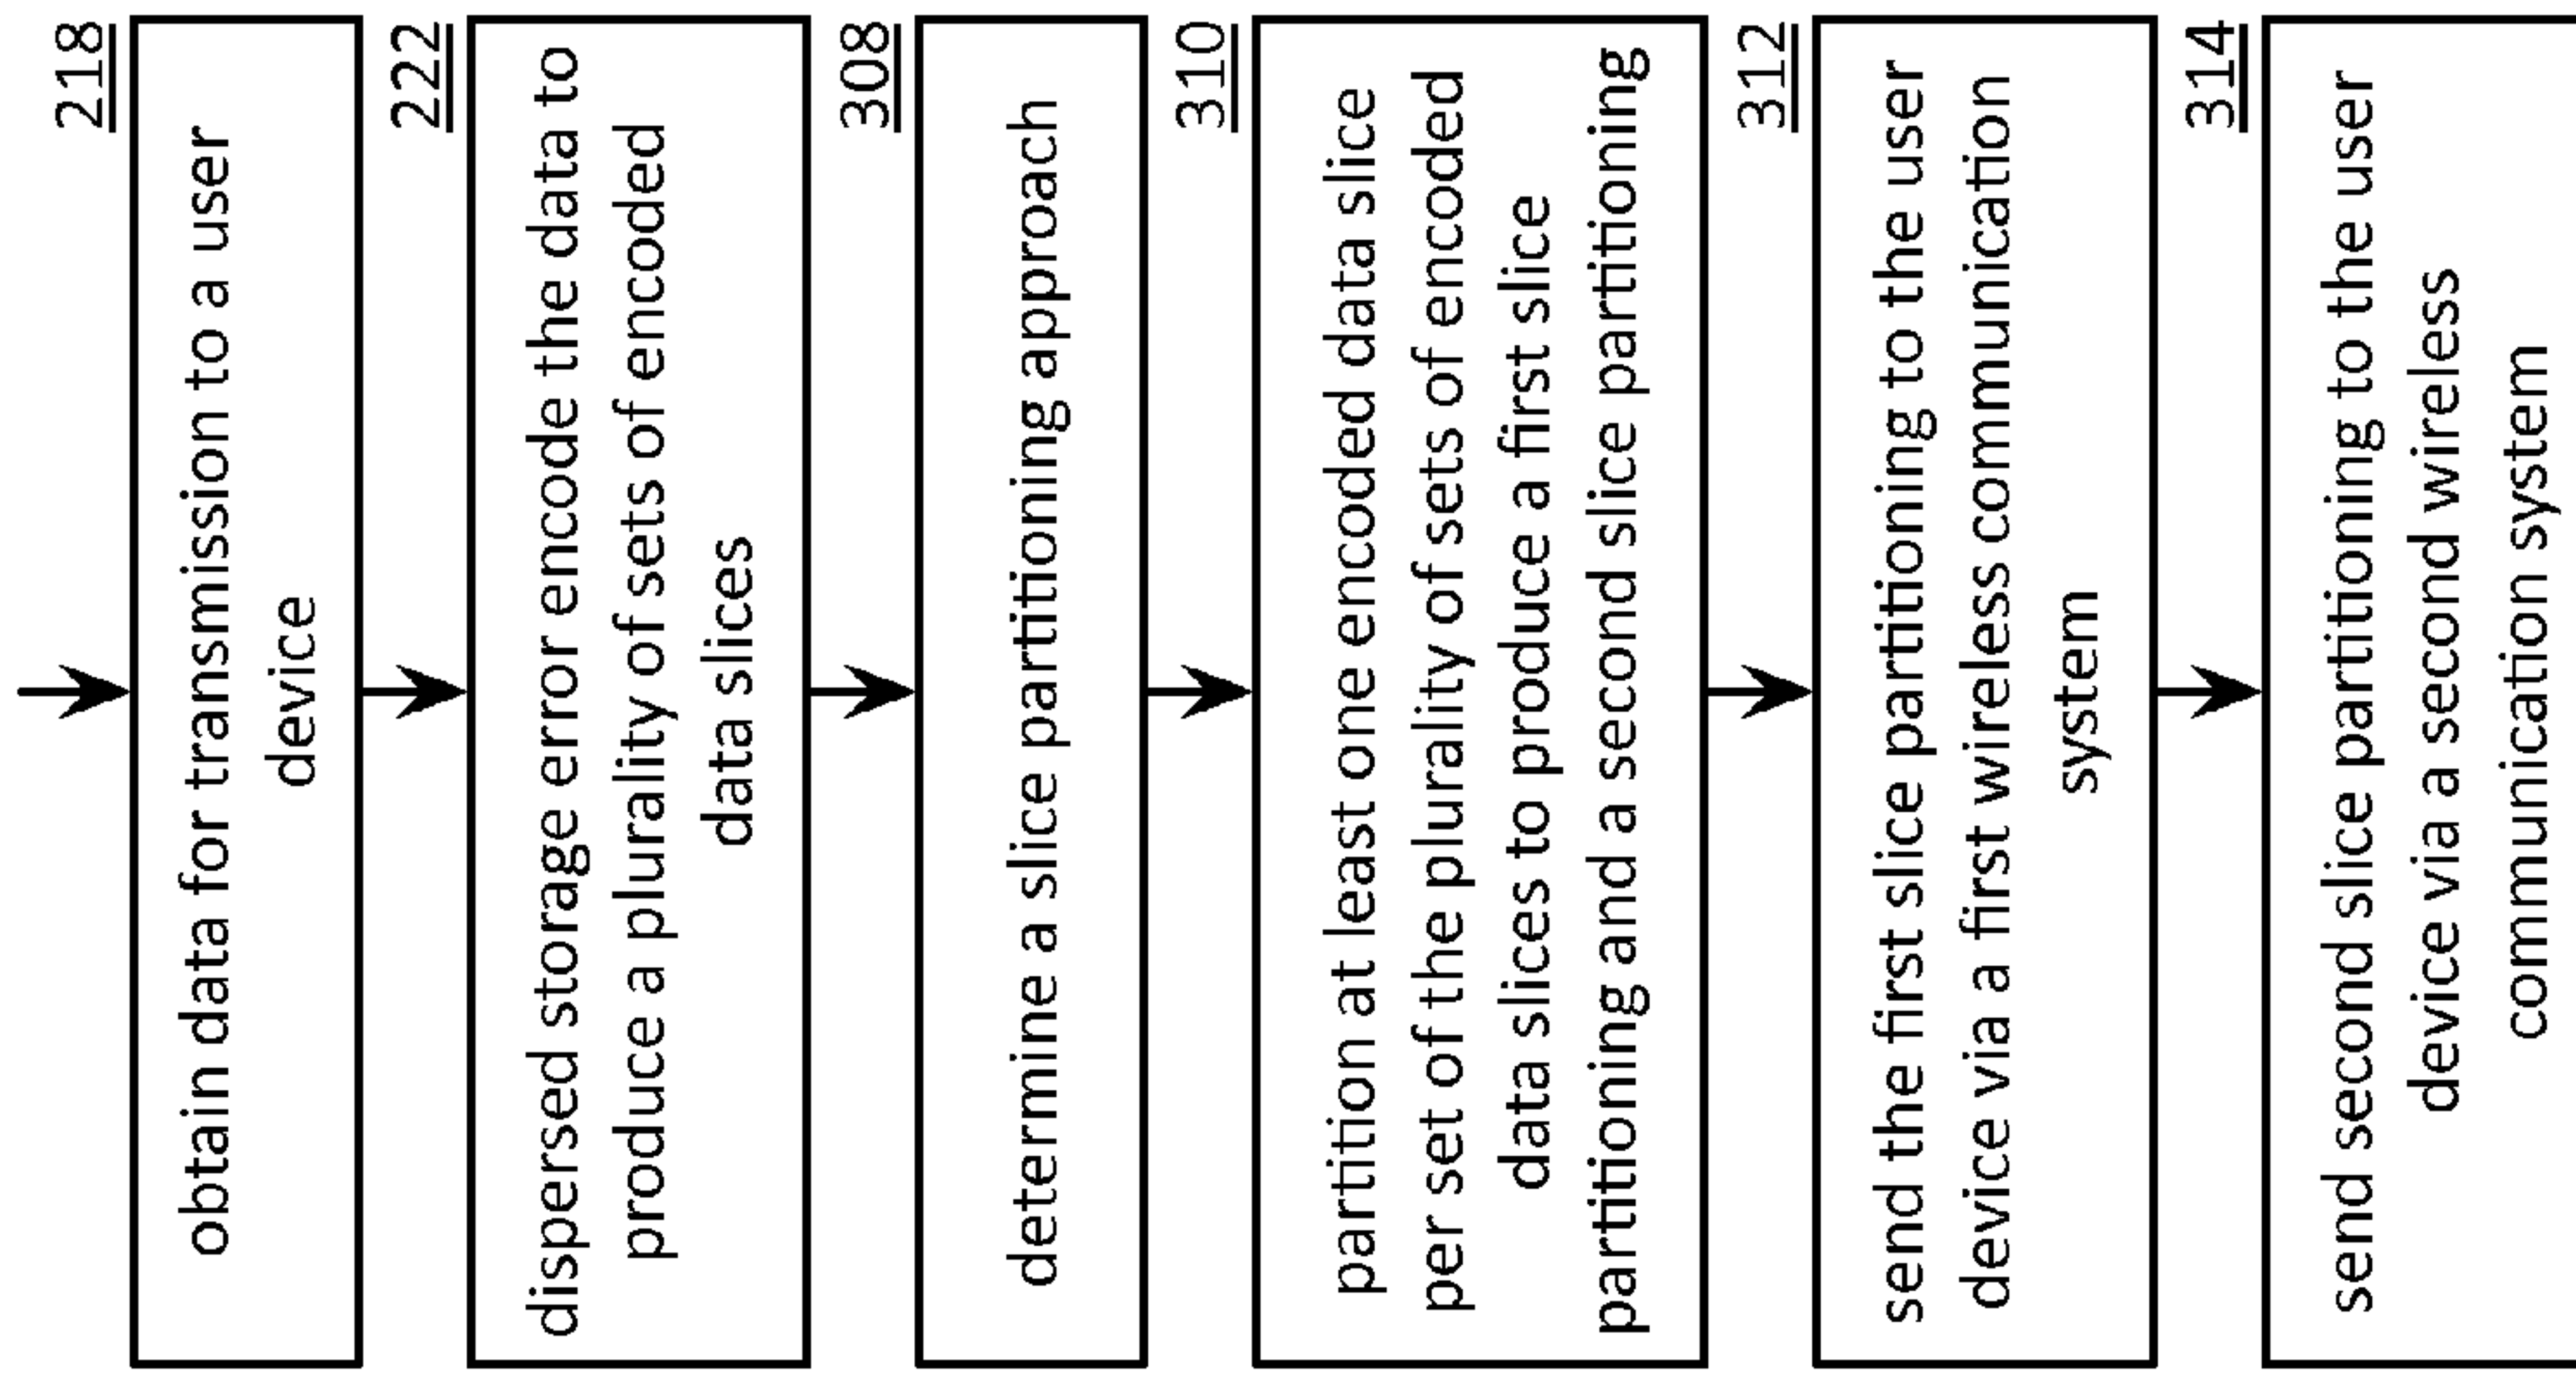 218
obtain data for transmission to a user
device
222
dispersed storage error encode the data to
produce a plurality of sets of encoded
data slices
308
determine a slice partitioning approach
310
partition at least one encoded data slice
per set of the plurality of sets of encoded
data slices to produce a first slice
partitioning and a second slice partitioning
312
send the first slice partitioning to the user
device via a first wireless communication
system
314
send second slice partitioning to the user
device via a second wireless
communication system